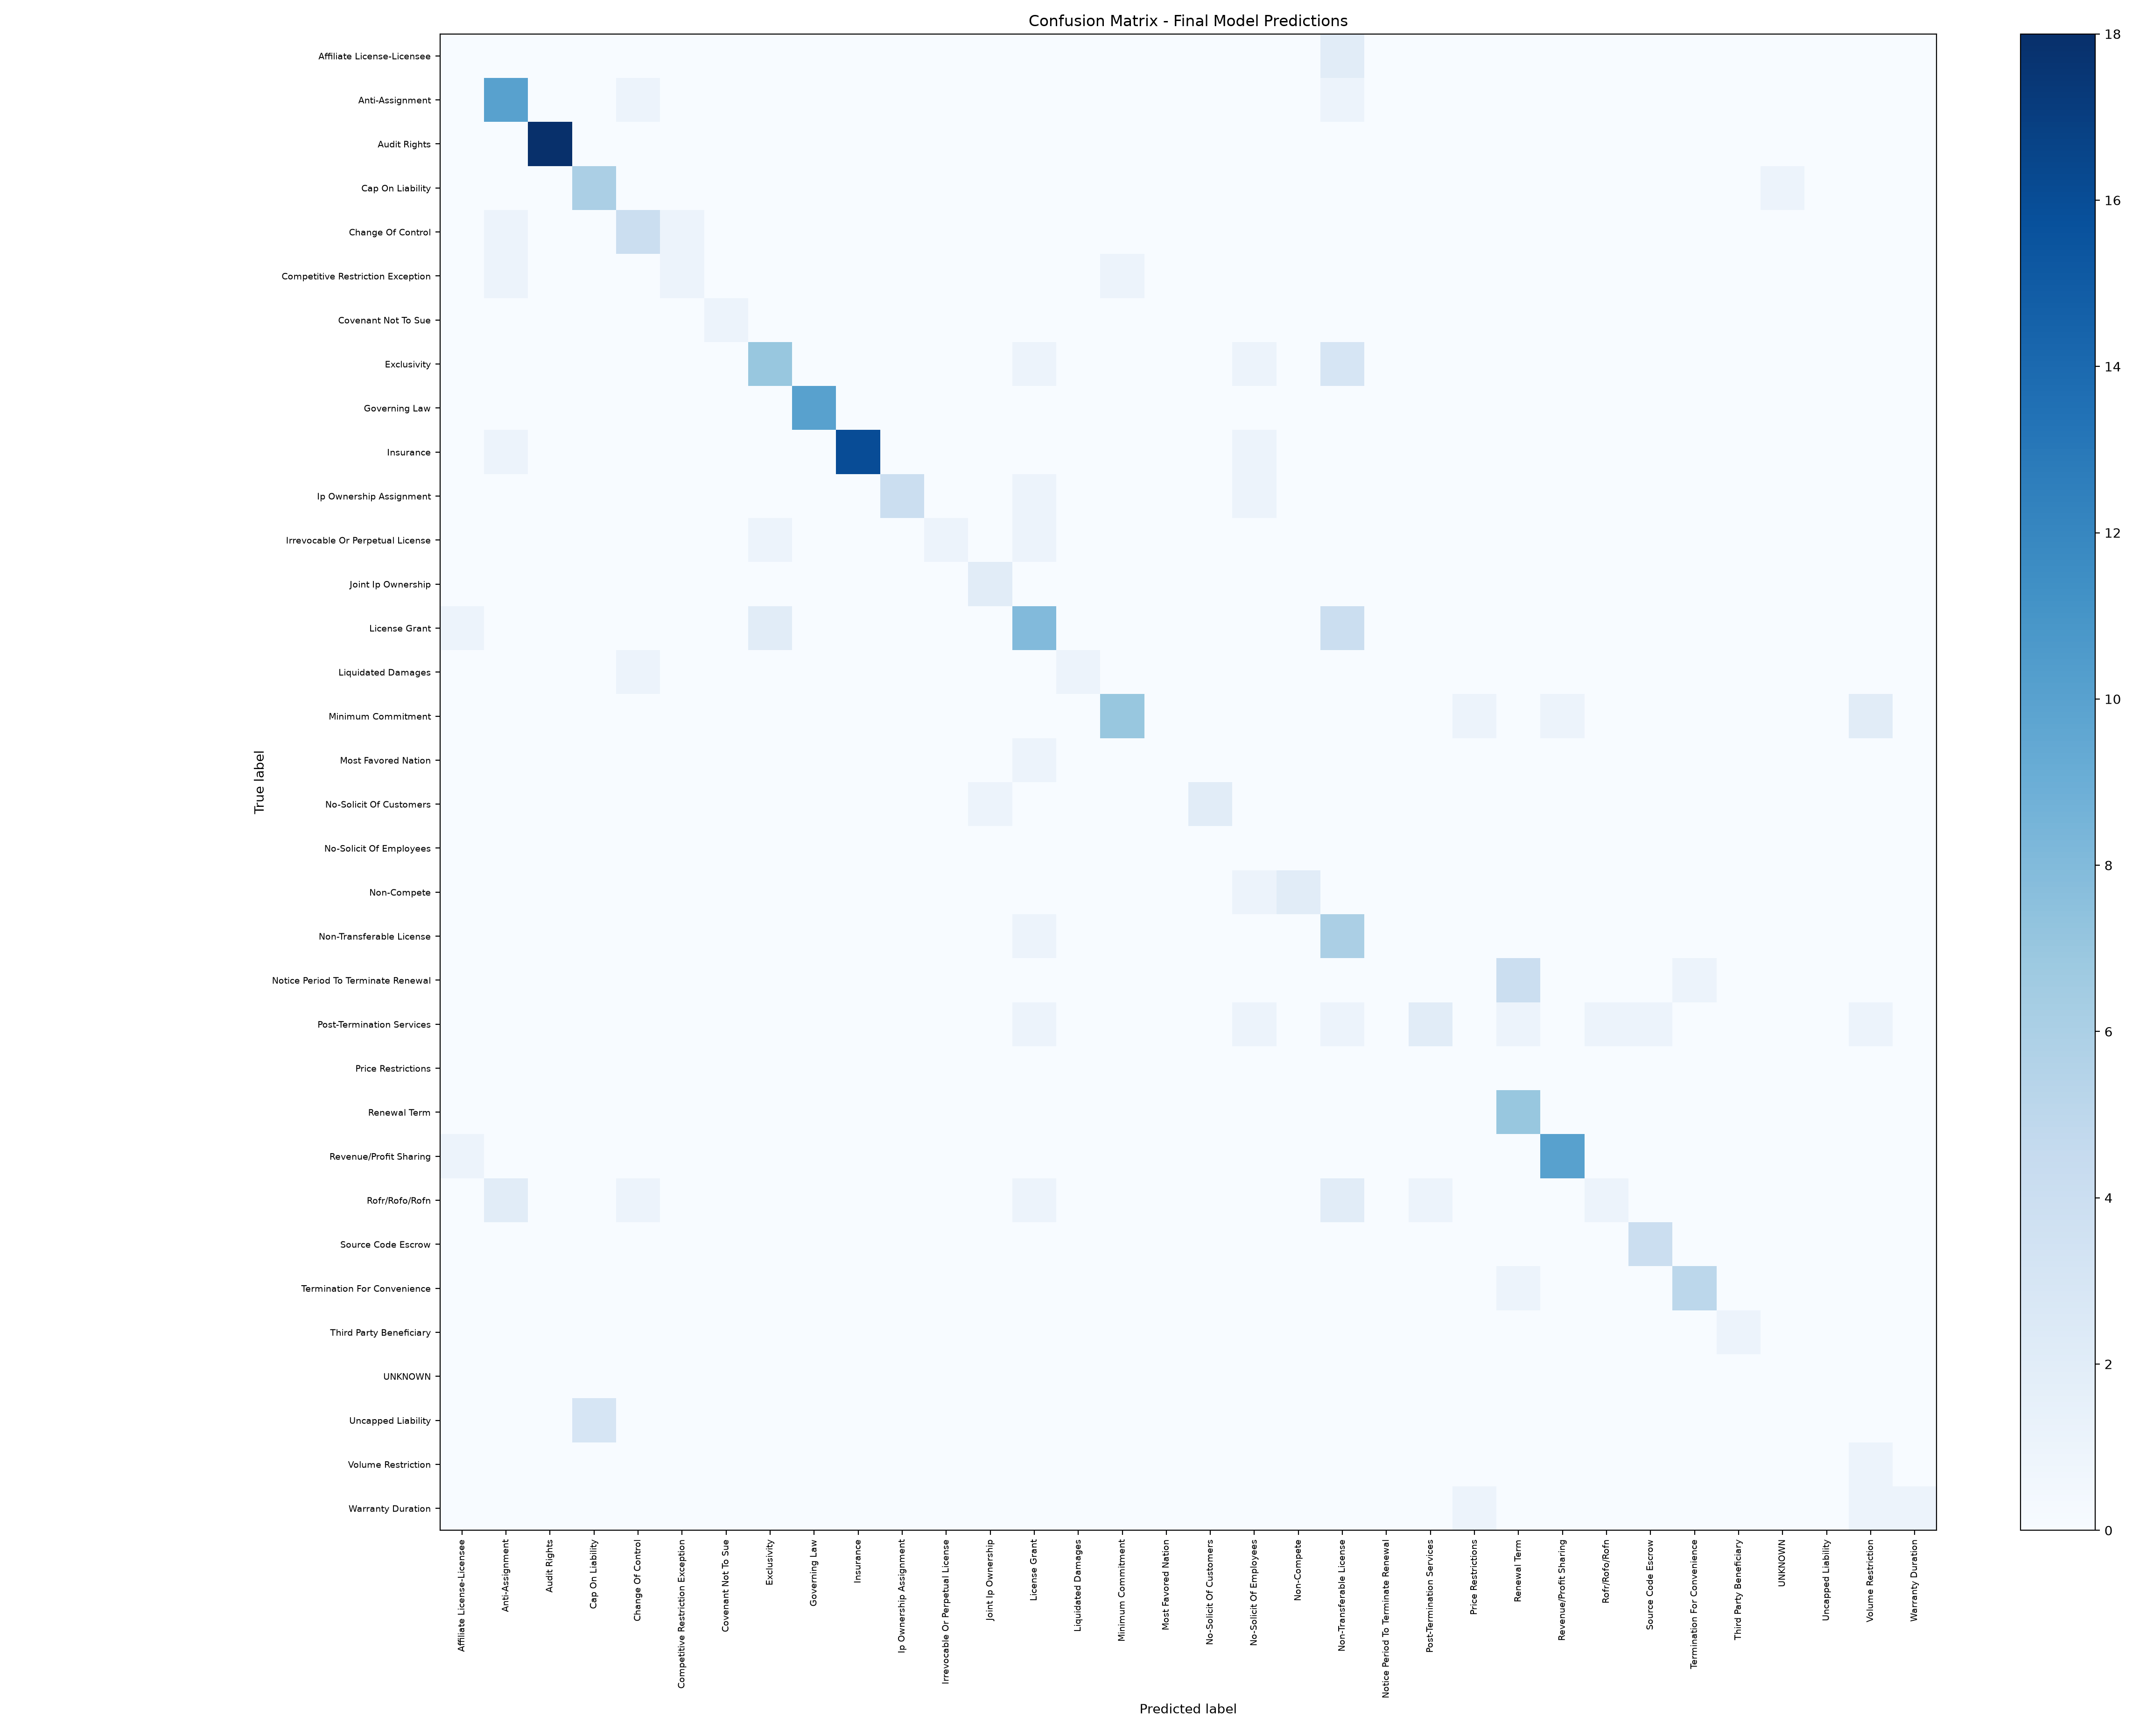 Confusion Matrix - Final Model Predictions
True label
Affiliate License-Licensee
Anti-Assignment
Audit Rights
Cap On Liability
Change Of Control
Competitive Restriction Exception
Covenant Not To Sue
Exclusivity
Governing Law
Insurance
Ip Ownership Assignment
Irrevocable Or Perpetual License
Joint Ip Ownership
License Grant
Liquidated Damages
Minimum Commitment
Most Favored Nation
No-Solicit Of Customers
No-Solicit Of Employees
Non-Compete
Non-Transferable License
Notice Period To Terminate Renewal
Post-Termination Services
Price Restrictions
Renewal Term
Revenue/Profit Sharing
Rofr/Rofo/Rofn
Source Code Escrow
Termination For Convenience
Third Party Beneficiary
UNKNOWN
Uncapped Liability
Volume Restriction
Warranty Duration
Affiliate License-Licensee
Anti-Assignment
Audit Rights
Cap On Liability
Change Of Control
Competitive Restriction Exception
Covenant Not To Sue
Exclusivity
Governing Law
Insurance
Ip Ownership Assignment
Irrevocable Or Perpetual License
Joint Ip Ownership
License Grant
Liquidated Damages
Minimum Commitment
Most Favored Nation
No-Solicit Of Customers
No-Solicit Of Employees
Non-Compete
Non-Transferable License
Notice Period To Terminate Renewal
Post-Termination Services
Price Restrictions
Renewal Term
Revenue/Profit Sharing
Rofr/Rofo/Rofn
Source Code Escrow
Termination For Convenience
Third Party Beneficiary
UNKNOWN
Uncapped Liability
Volume Restriction
Warranty Duration
Predicted label
18
16
14
12
10
8
6
4
2
0